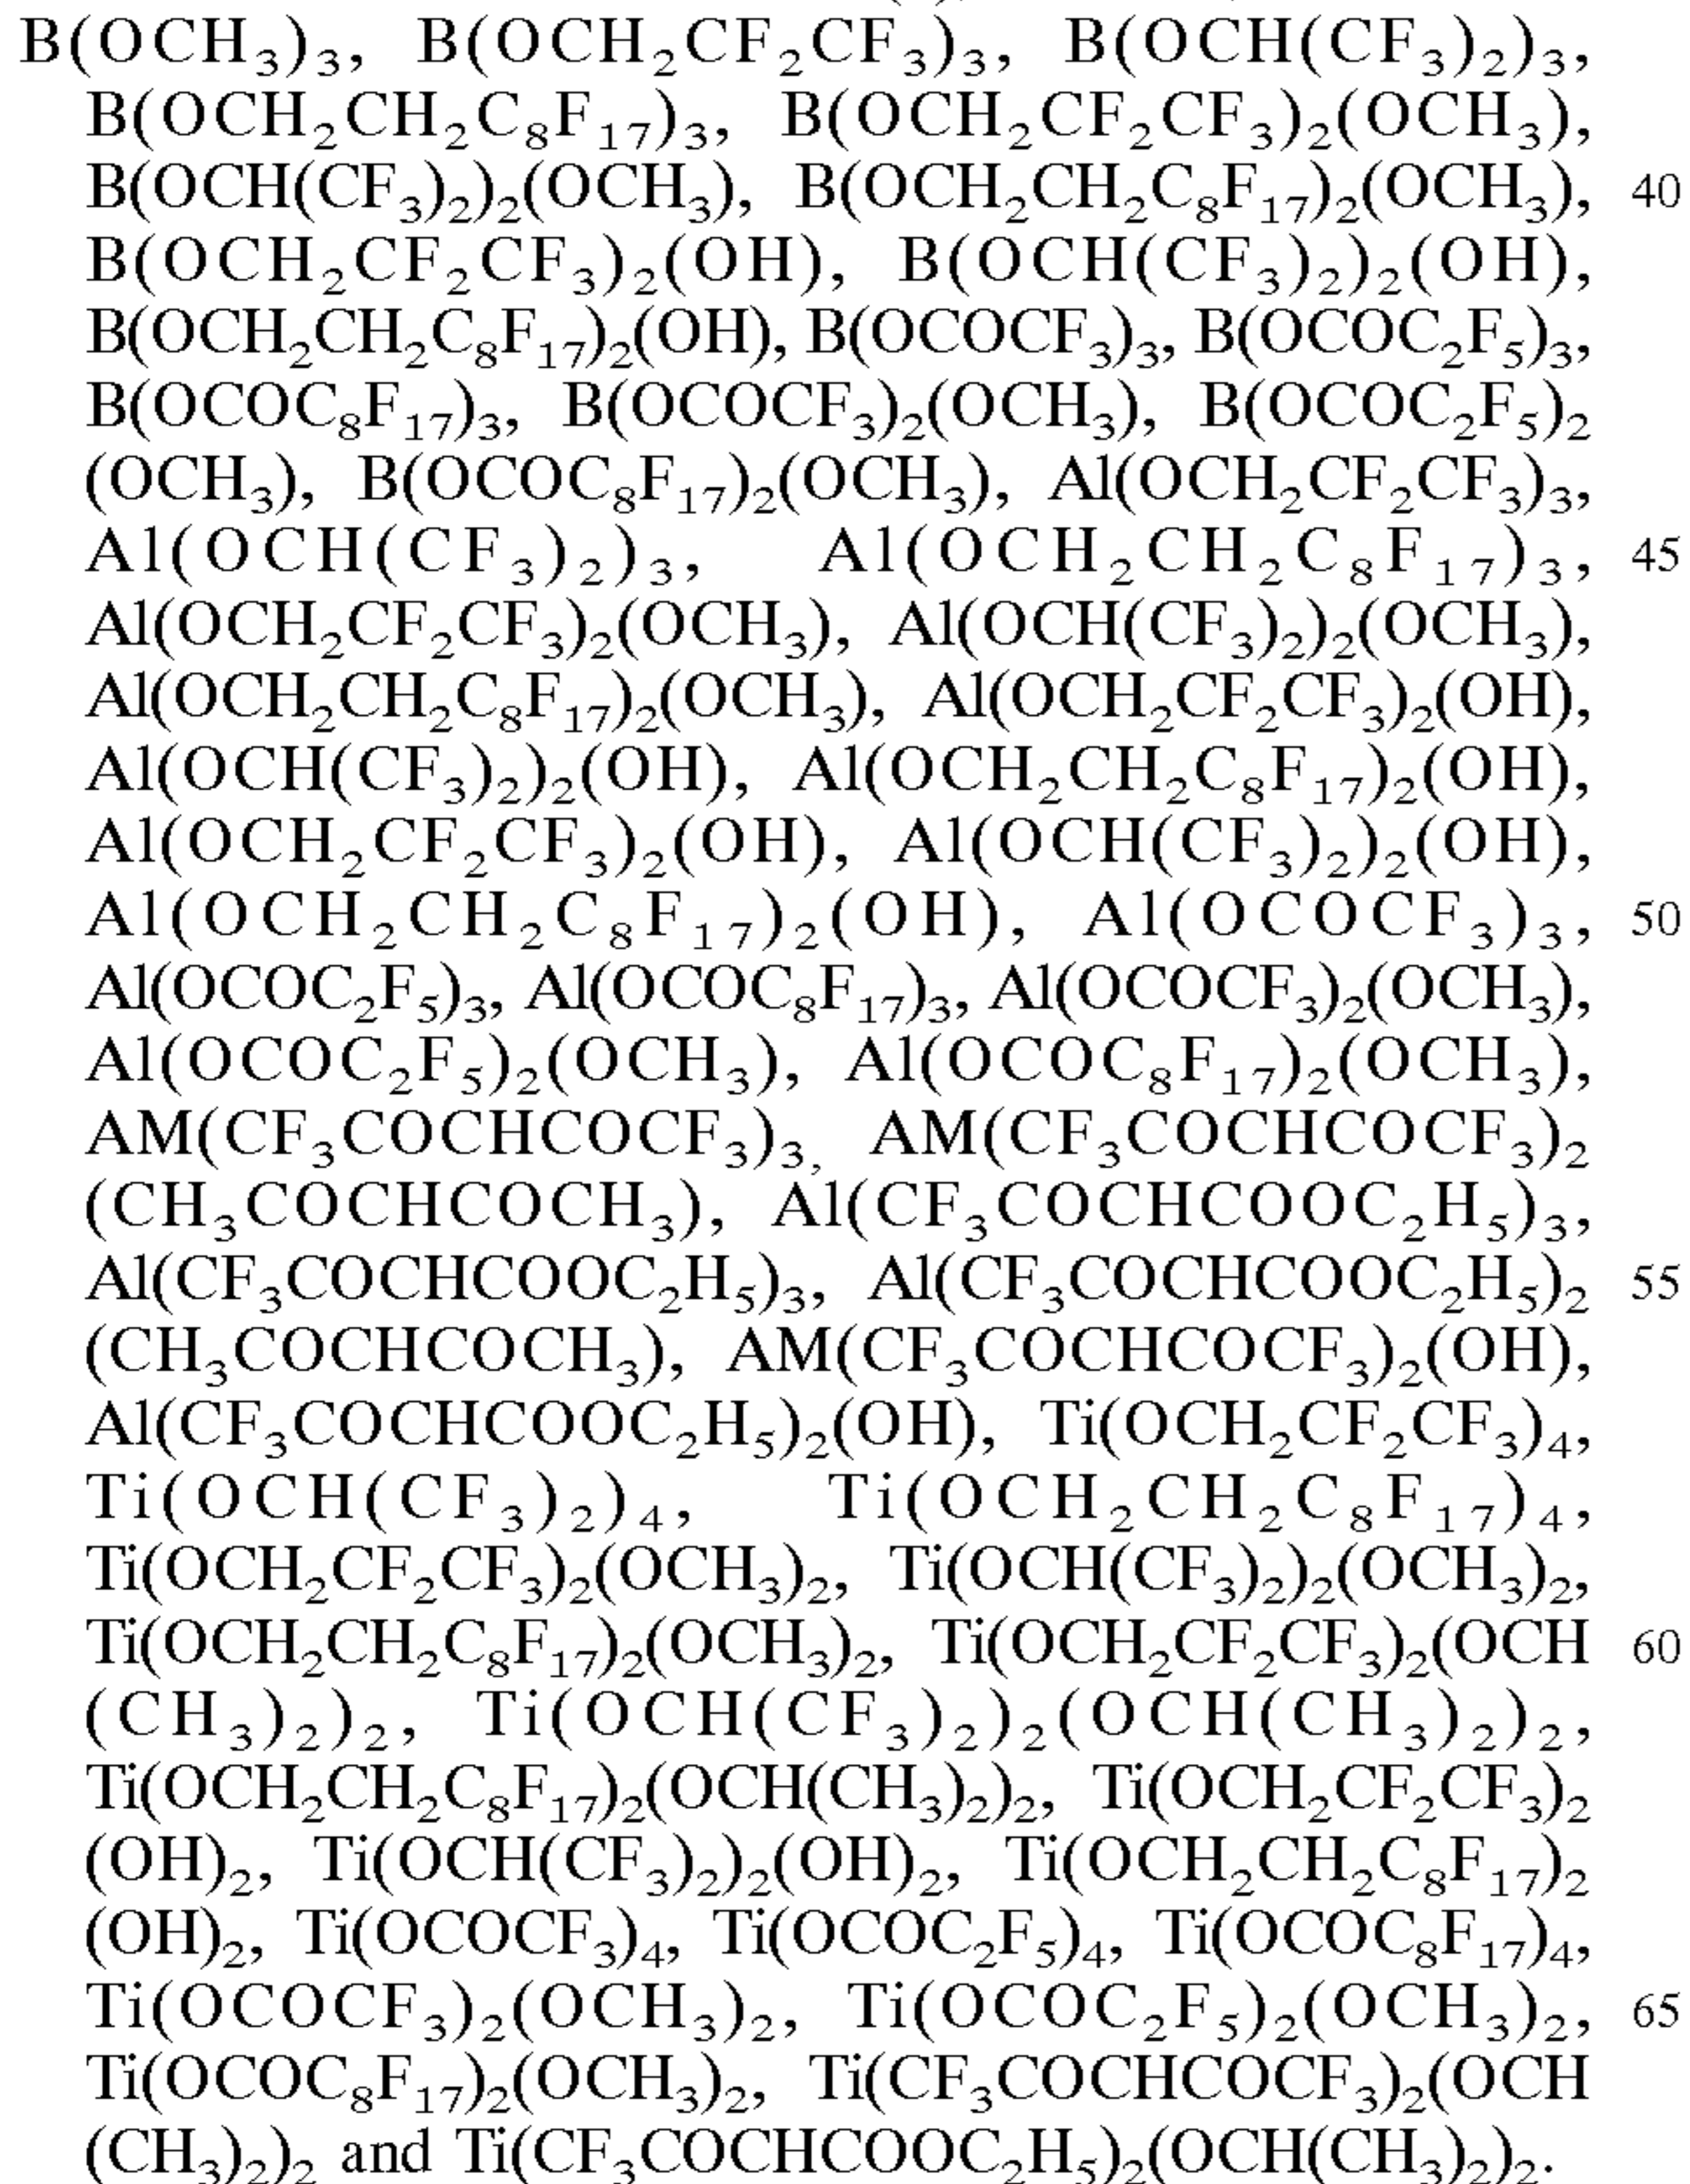 B(OCH₃)₃, B(OCH₂CF₂CF₃)₃, B(OCH(CF₃)₂)₃,
B(OCH₂CH₂C₈F₁₇)₃, B(OCH₂CF₂CF₃)₂(OCH₃),
B(OCH(CF₃)₂)₂(OCH₃), B(OCH₂CH₂C₈F₁₇)₂(OCH₃), 40
B(OCH₂CF₂CF₃)₂(OH), B(OCH(CF₃)₂)₂(OH),
B(OCH₂CH₂C₈F₁₇)₂(OH), B(OCOCF₃)₃, B(OCOC₂F₅)₃,
B(OCOC₈F₁₇)₃, B(OCOCF₃)₂(OCH₃), B(OCOC₂F₅)₂
(OCH₃), B(OCOC₈F₁₇)₂(OCH₃), Al(OCH₂CF₂CF₃)₃,
Al(OCH(CF₃)₂)₃, Al(OCH₂CH₂C₈F₁₇)₃, 45
Al(OCH₂CF₂CF₃)₂(OCH₃), Al(OCH(CF₃)₂)₂(OCH₃),
Al(OCH₂CH₂C₈F₁₇)₂(OCH₃), Al(OCH₂CF₂CF₃)₂(OH),
Al(OCH(CF₃)₂)₂(OH), Al(OCH₂CH₂C₈F₁₇)₂(OH),
Al(OCH₂CF₂CF₃)₂(OH), Al(OCH(CF₃)₂)₂(OH),
Al(OCH₂CH₂C₈F₁₇)₂(OH), Al(OCOCF₃)₃, 50
Al(OCOC₂F₅)₃, Al(OCOC₈F₁₇)₃, Al(OCOCF₃)₂(OCH₃),
Al(OCOC₂F₅)₂(OCH₃), Al(OCOC₈F₁₇)₂(OCH₃),
AM(CF₃COCHCOCF₃)₃, AM(CF₃COCHCOCF₃)₂
(CH₃COCHCOCH₃), Al(CF₃COCHCOOC₂H₅)₃,
Al(CF₃COCHCOOC₂H₅)₃, Al(CF₃COCHCOOC₂H₅)₂ 55
(CH₃COCHCOCH₃), AM(CF₃COCHCOCF₃)₂(OH),
Al(CF₃COCHCOOC₂H₅)₂(OH), Ti(OCH₂CF₂CF₃)₄,
Ti(OCH(CF₃)₂)₄, Ti(OCH₂CH₂C₈F₁₇)₄,
Ti(OCH₂CF₂CF₃)₂(OCH₃)₂, Ti(OCH(CF₃)₂)₂(OCH₃)₂,
Ti(OCH₂CH₂C₈F₁₇)₂(OCH₃)₂, Ti(OCH₂CF₂CF₃)₂(OCH 60
(CH₃)₂)₂, Ti(OCH(CF₃)₂)₂(OCH(CH₃)₂)₂,
Ti(OCH₂CH₂C₈F₁₇)₂(OCH(CH₃)₂)₂, Ti(OCH₂CF₂CF₃)₂
(OH)₂, Ti(OCH(CF₃)₂)₂(OH)₂, Ti(OCH₂CH₂C₈F₁₇)₂
(OH)₂, Ti(OCOCF₃)₄, Ti(OCOC₂F₅)₄, Ti(OCOC₈F₁₇)₄,
Ti(OCOCF₃)₂(OCH₃)₂, Ti(OCOC₂F₅)₂(OCH₃)₂, 65
Ti(OCOC₈F₁₇)₂(OCH₃)₂, Ti(CF₃COCHCOCF₃)₂(OCH
(CH₃)₂)₂ and Ti(CF₃COCHCOOC₂H₅)₂(OCH(CH₃)₂)₂.